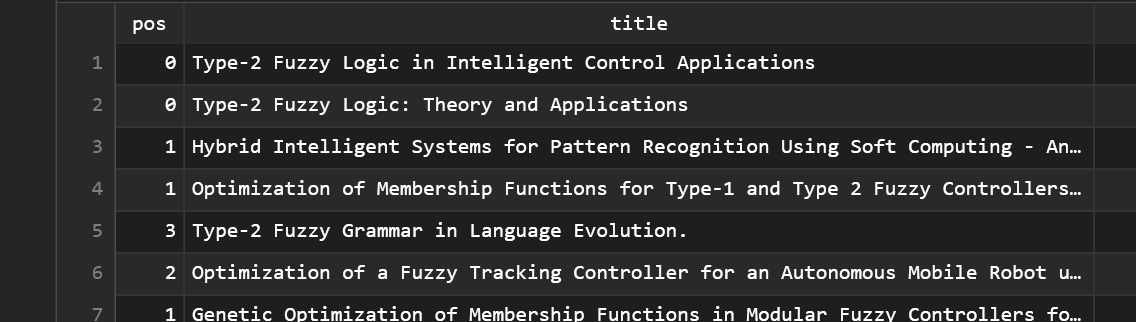 pos title
1 0 Type-2 Fuzzy Logic in Intelligent Control Applications
2 0 Type-2 Fuzzy Logic: Theory and Applications
3 1 Hybrid Intelligent Systems for Pattern Recognition Using Soft Computing - An…
4 1 Optimization of Membership Functions for Type-1 and Type 2 Fuzzy Controllers…
5 3 Type-2 Fuzzy Grammar in Language Evolution.
6 2 Optimization of a Fuzzy Tracking Controller for an Autonomous Mobile Robot u…
7 1 Genetic Optimization of Membership Functions in Modular Fuzzy Controllers fo…